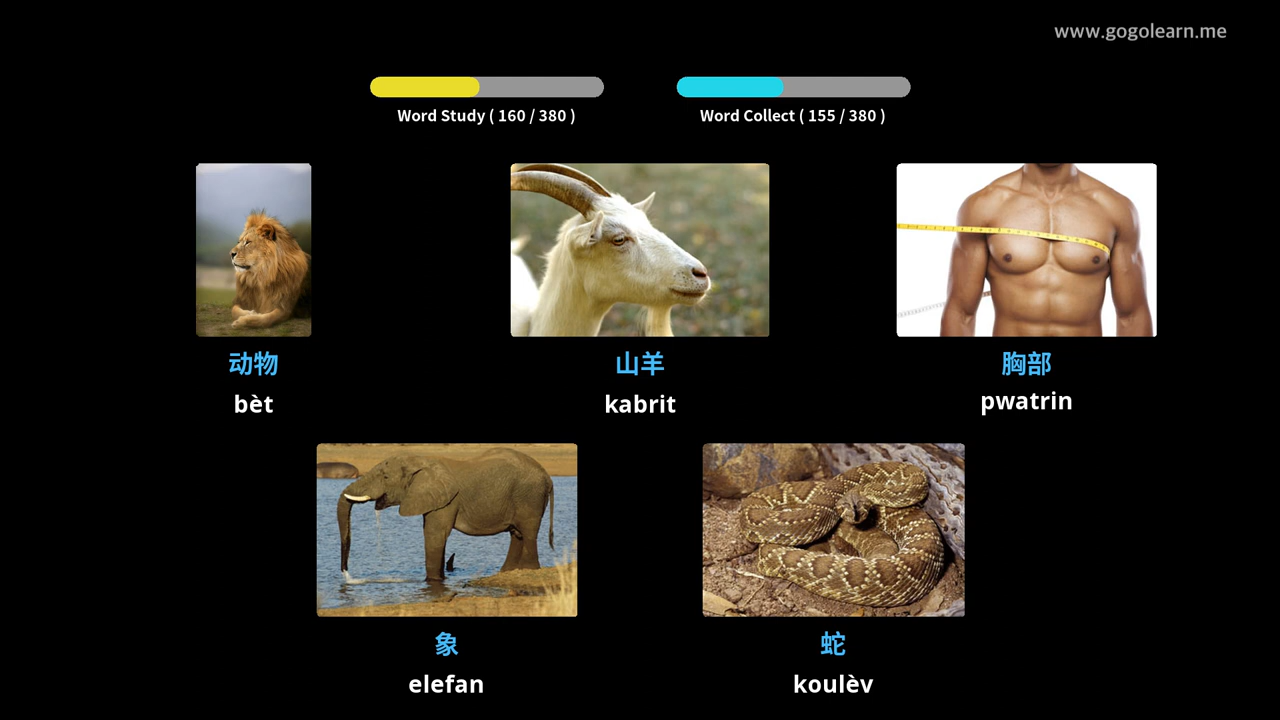 www.gogolearn.me
Word Study ( 160 / 380 )
Word Collect ( 155 / 380 )
动物
山羊
胸部
bèt
kabrit
pwatrin
象
蛇
elefan
koulèv